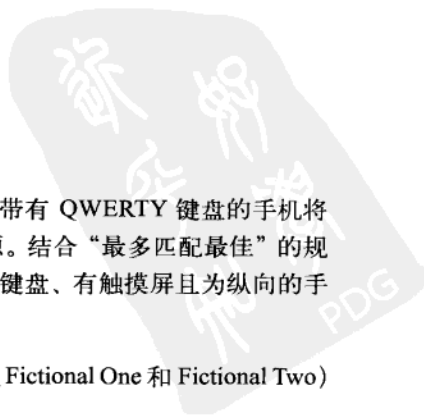 带有 QWERTY 键盘的手机将
源。结合“最多匹配最佳”的规
键盘、有触摸屏且为纵向的手
PDG
Fictional One 和 Fictional Two）